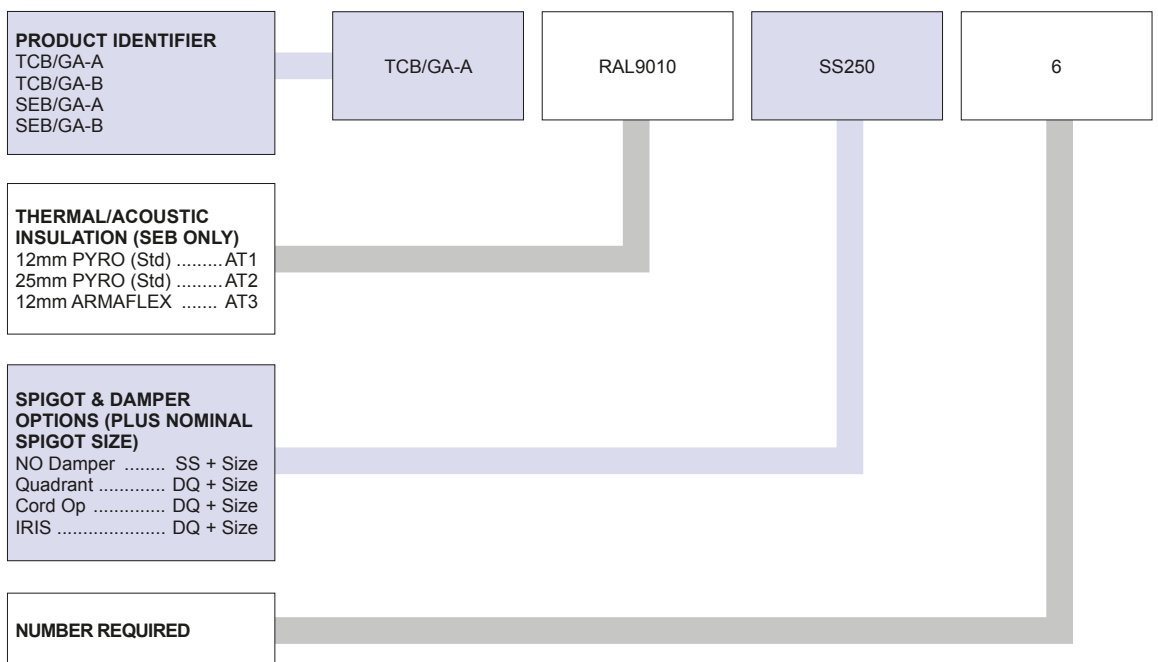 PRODUCT IDENTIFIER
TCB/GA-A
TCB/GA-B
SEB/GA-A
SEB/GA-B
TCB/GA-A
RAL9010
SS250
6
THERMAL/ACOUSTIC
INSULATION (SEB ONLY)
12mm PYRO (Std) .........AT1
25mm PYRO (Std) .........AT2
12mm ARMAFLEX ....... AT3
SPIGOT & DAMPER
OPTIONS (PLUS NOMINAL
SPIGOT SIZE)
NO Damper ........ SS + Size
Quadrant ............. DQ + Size
Cord Op .............. DQ + Size
IRIS ..................... DQ + Size
NUMBER REQUIRED